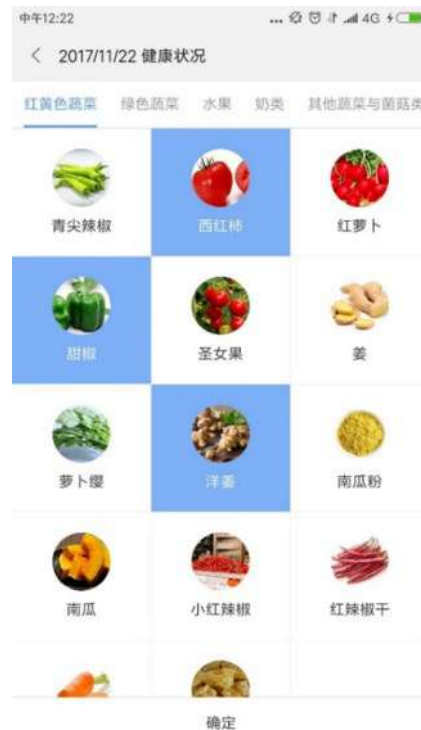 中午12:22 ... 4G
2017/11/22 健康状况
红黄色蔬菜 绿色蔬菜 水果 奶类 其他蔬菜与菌菇类
青尖辣椒 西红柿 红萝卜
甜椒 圣女果 姜
萝卜缨 洋姜 南瓜粉
南瓜 小红辣椒 红辣椒干
确定